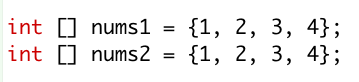 int [] nums1 = {1, 2, 3, 4};
int [] nums2 = {1, 2, 3, 4};